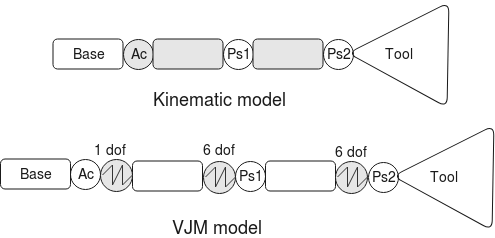 Base Ac Ps1 Ps2 Tool
Kinematic model
1 dof 6 dof 6 dof
Base Ac Ps1 Ps2 Tool
VJM model